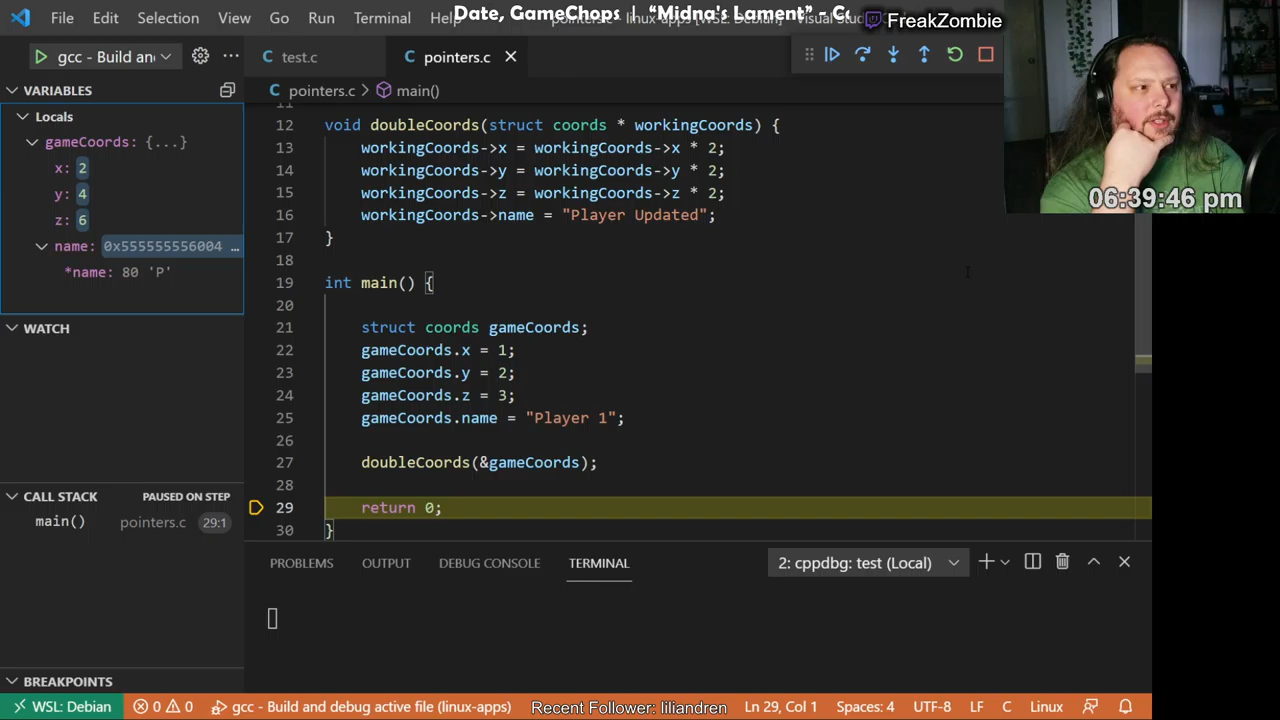 File Edit Selection View Go Run Terminal Help
Date, GameChops | “Midna's Lament” -
FreakZombie
gcc - Build an
test.c
pointers.c
VARIABLES
pointers.c > main()
Locals
gameCoords: {...}
x: 2
y: 4
z: 6
name: 0x555555556004 …
*name: 80 'P'
WATCH
CALL STACK PAUSED ON STEP
main() pointers.c 29:1
BREAKPOINTS
06:39:46 pm
12 void doubleCoords(struct coords * workingCoords) {
13 workingCoords->x = workingCoords->x * 2;
14 workingCoords->y = workingCoords->y * 2;
15 workingCoords->z = workingCoords->z * 2;
16 workingCoords->name = "Player Updated";
17 }
18
19 int main() {
20
21 struct coords gameCoords;
22 gameCoords.x = 1;
23 gameCoords.y = 2;
24 gameCoords.z = 3;
25 gameCoords.name = "Player 1";
26
27 doubleCoords(&gameCoords);
28
29 return 0;
30 }
PROBLEMS OUTPUT DEBUG CONSOLE TERMINAL
2: cppdbg: test (Local)
WSL: Debian 0 0 gcc - Build and debug active file (linux-apps) Recent Follower: liliandren Ln 29, Col 1 Spaces: 4 UTF-8 LF C Linux